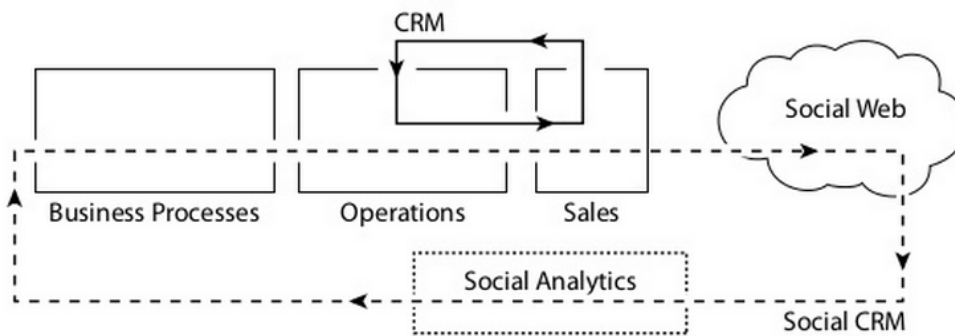 CRM
Social Web
Business Processes
Operations
Sales
Social Analytics
Social CRM